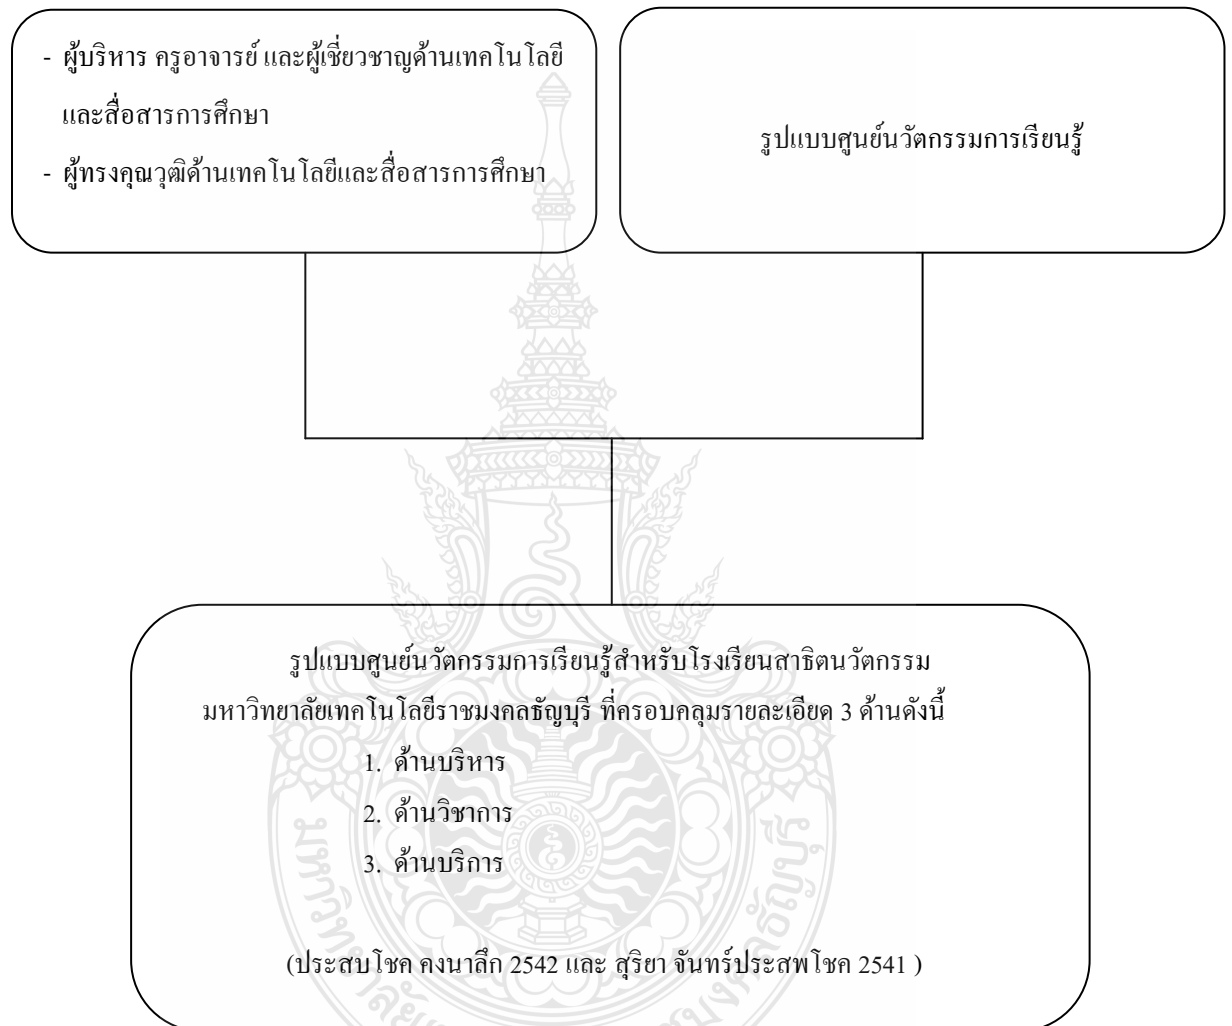 - ผู้บริหาร ครูอาจารย์ และผู้เชี่ยวชาญด้านเทคโนโลยี
และสื่อสารการศึกษา
- ผู้ทรงคุณวุฒิด้านเทคโนโลยีและสื่อสารการศึกษา
รูปแบบศูนย์นวัตกรรมการเรียนรู้
รูปแบบศูนย์นวัตกรรมการเรียนรู้สำหรับโรงเรียนสาธิตนวัตกรรม
มหาวิทยาลัยเทคโนโลยีราชมงคลธัญบุรี ที่ครอบคลุมรายละเอียด 3 ด้านดังนี้
1. ด้านบริหาร
2. ด้านวิชาการ
3. ด้านบริการ
(ประสบโชค คงนาลึก 2542 และ สุริยา จันทร์ประสพโชค 2541 )